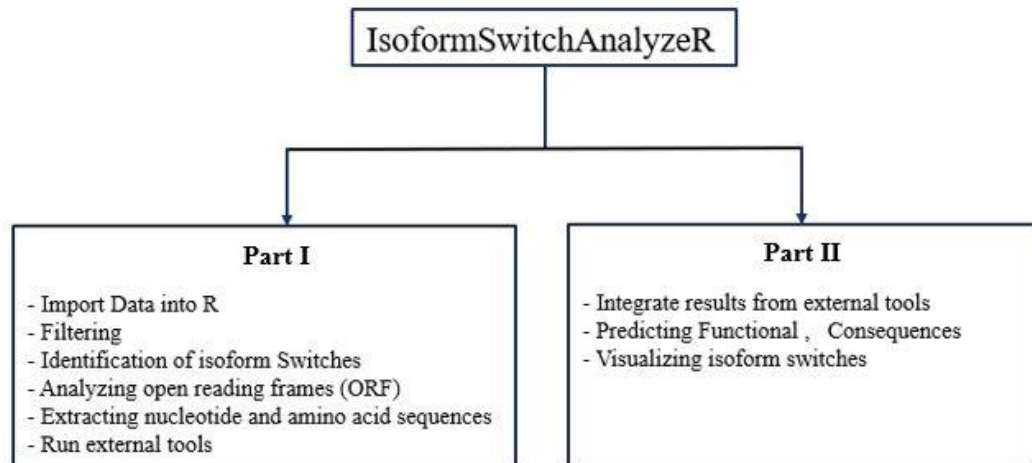 IsoformSwitchAnalyzeR
Part I
- Import Data into R
- Filtering
- Identification of isoform Switches
- Analyzing open reading frames (ORF)
- Extracting nucleotide and amino acid sequences
- Run external tools
Part II
- Integrate results from external tools
- Predicting Functional , Consequences
- Visualizing isoform switches